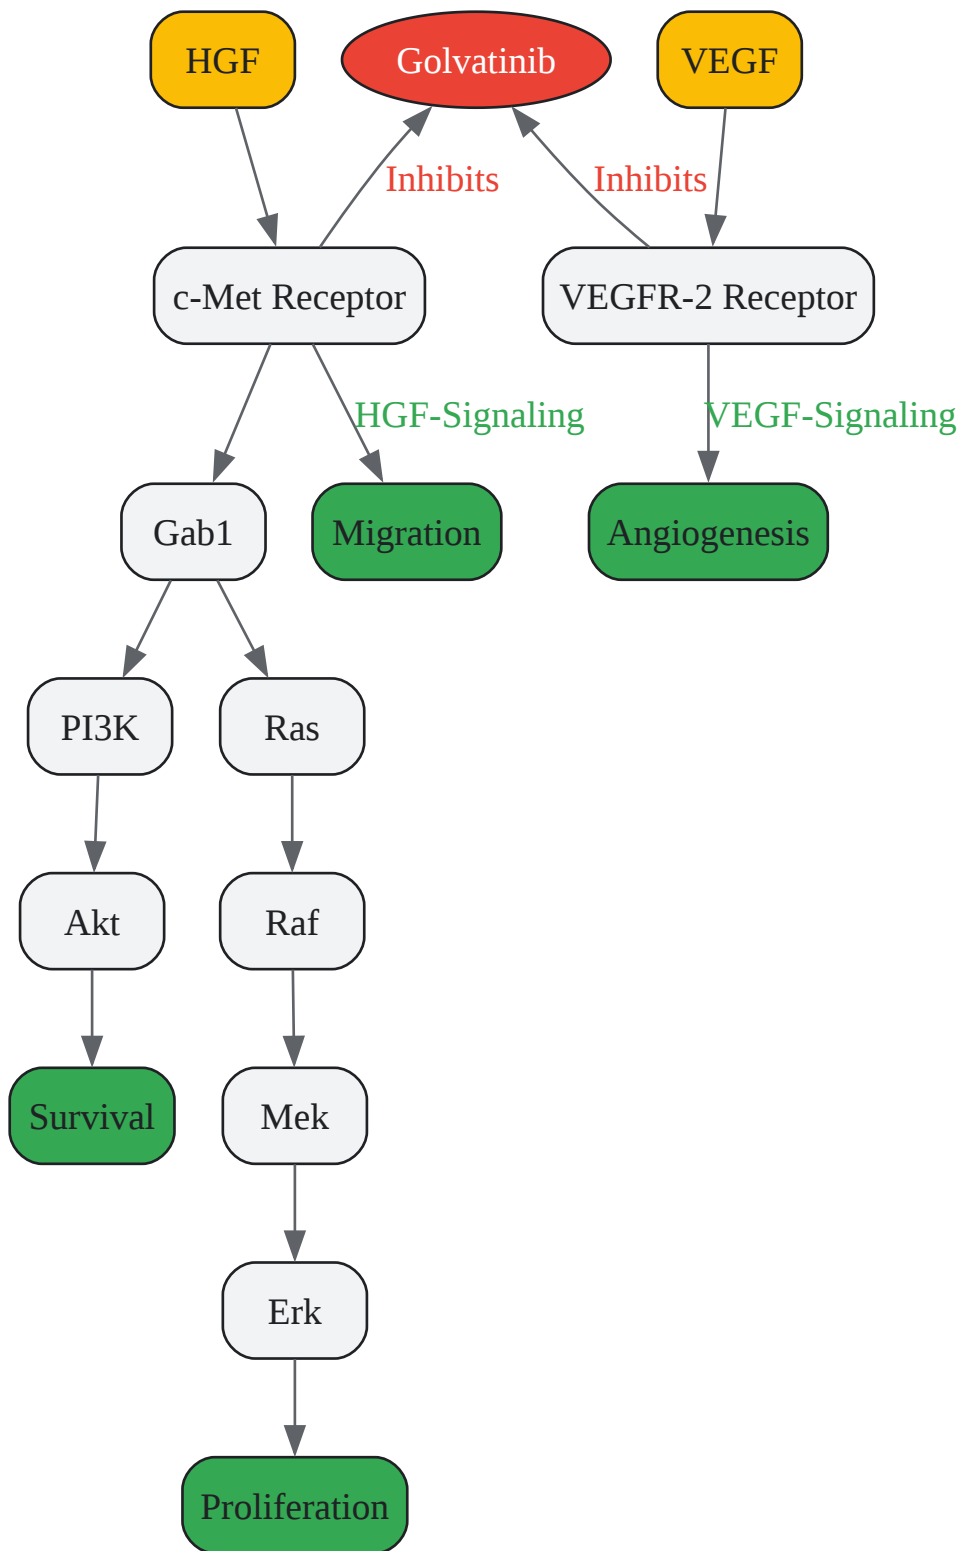 HGF
Golvatinib
VEGF
Inhibits
Inhibits
c-Met Receptor
VEGFR-2 Receptor
HGF-Signaling
VEGF-Signaling
Gab1
Migration
Angiogenesis
PI3K
Ras
Akt
Raf
Survival
Mek
Erk
Proliferation